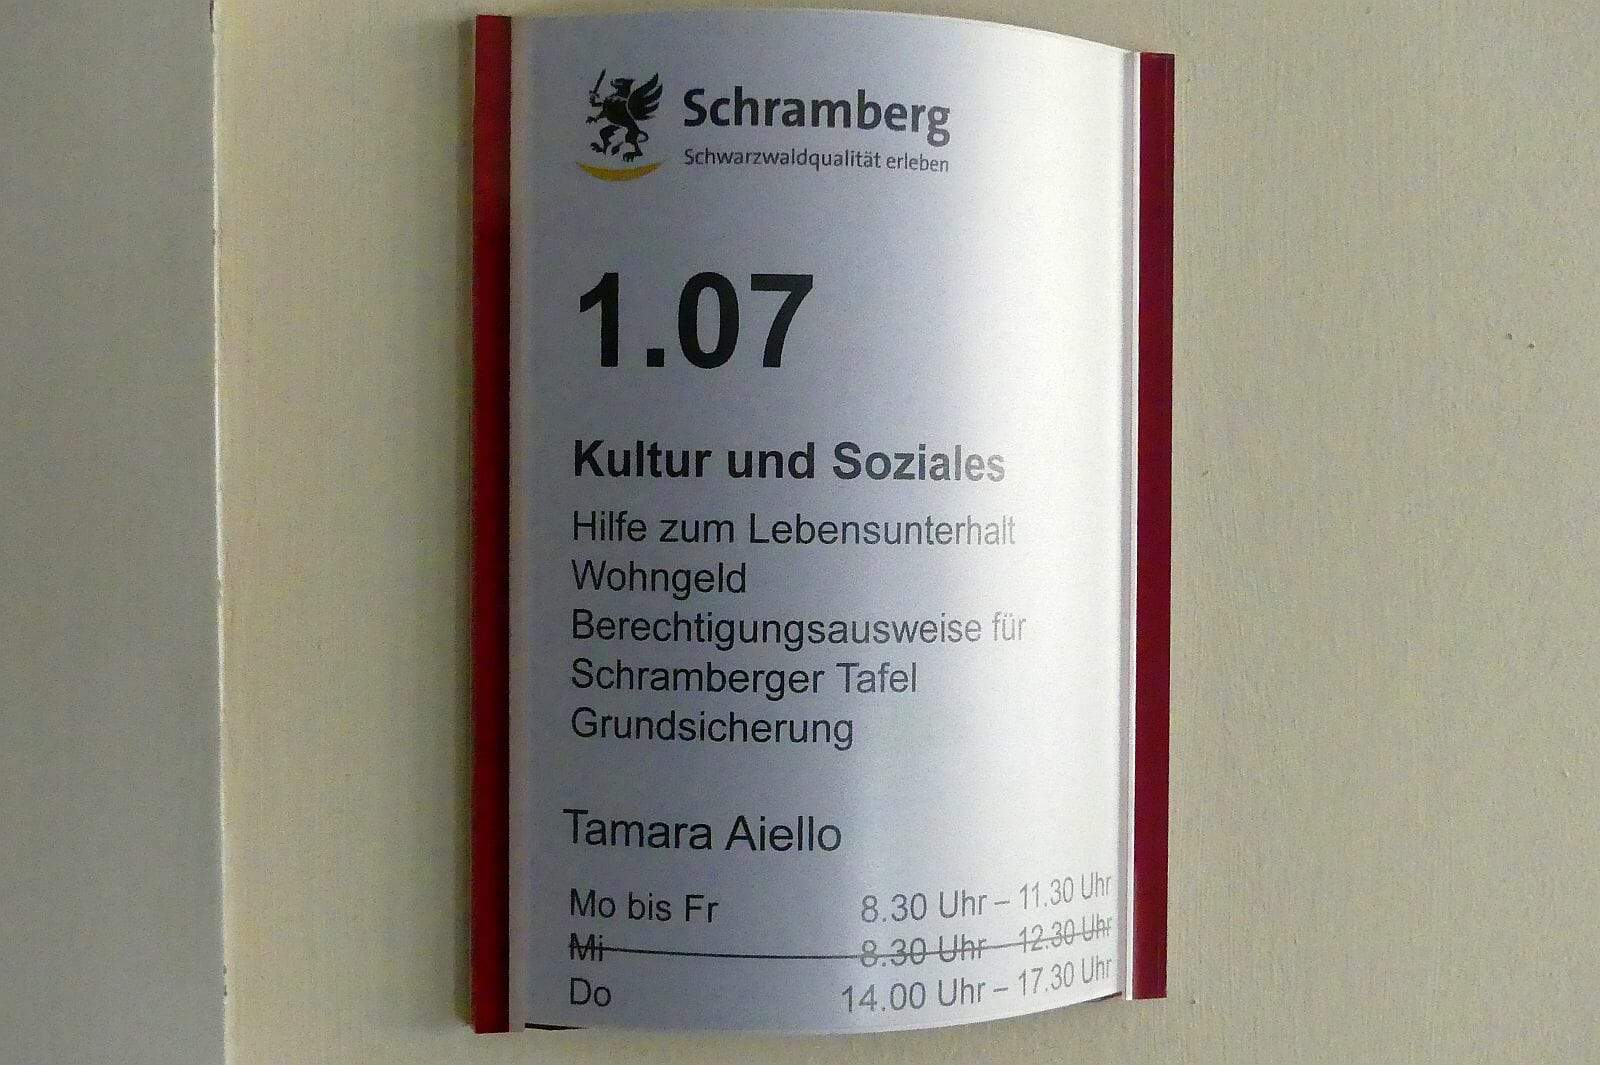 Schramberg
Schwarzwaldqualität erleben
1.07
Kultur und Soziales
Hilfe zum Lebensunterhalt
Wohngeld
Berechtigungsausweise für
Schramberger Tafel
Grundsicherung
Tamara Aiello
Mo bis Fr 8.30 Uhr – 11.30 Uhr
Mi 8.30 Uhr – 12.30 Uhr
Do 14.00 Uhr – 17.30 Uhr